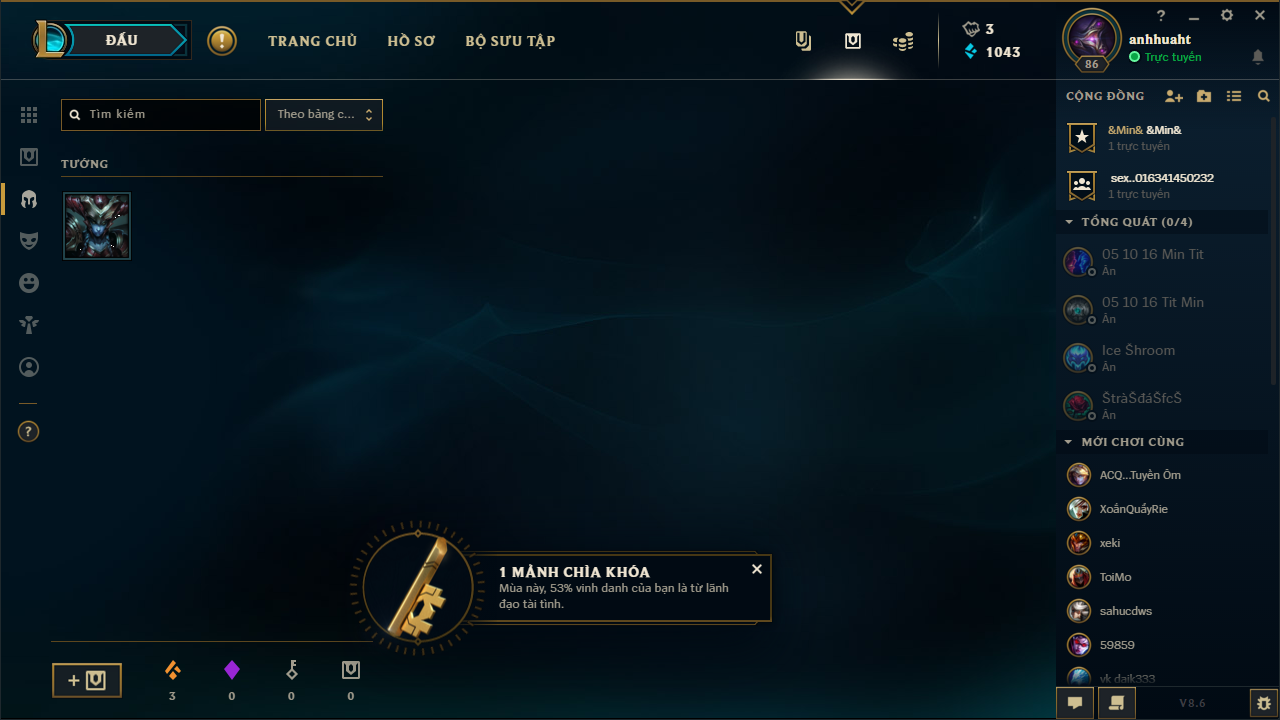 ĐẤU
!
TRANG CHỦ
HỒ SƠ
BỘ SƯU TẬP
3
1043
86
?
anhhuaht
Trực tuyến
Tìm kiếm
Theo bảng c...
TƯỚNG
?
1 MẢNH CHÌA KHÓA
Mùa này, 53% vinh danh của bạn là từ lãnh
đạo tài tình.
3
0
0
0
CỘNG ĐỒNG
&Min& &Min&
1 trực tuyến
sex..016341450232
1 trực tuyến
TỔNG QUÁT (0/4)
05 10 16 Min Tit
Ẩn
05 10 16 Tit Min
Ẩn
Ice Šhroom
Ẩn
ŠtràŠđáŠfcŠ
Ẩn
MỚI CHƠI CÙNG
ACQ...Tuyền Ôm
XoắnQuẩyRie
xeki
ToiMo
sahucdws
59859
vk daik333
V8.6